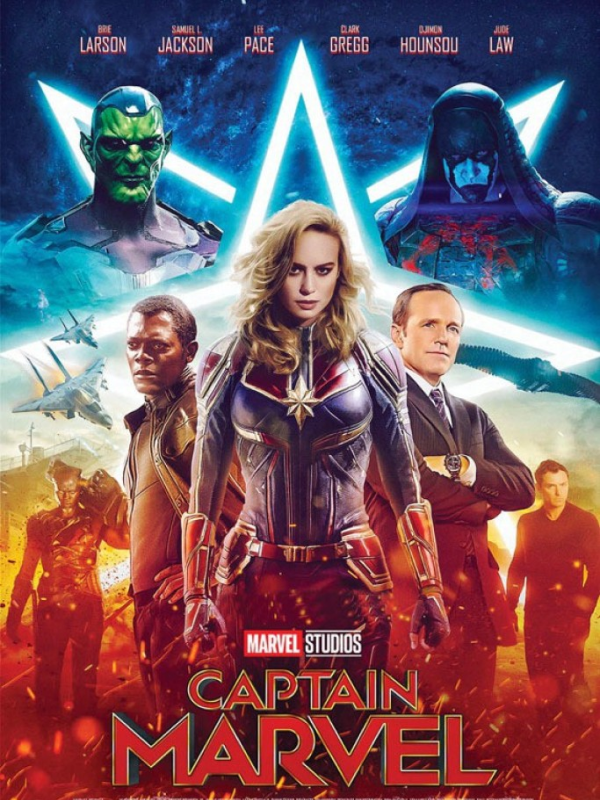 BRIE LARSON
SAMUEL L. JACKSON
LEE PACE
CLARK GREGG
DJIMON HOUNSOU
JUDE LAW
MARVEL STUDIOS
CAPTAIN
MARVEL